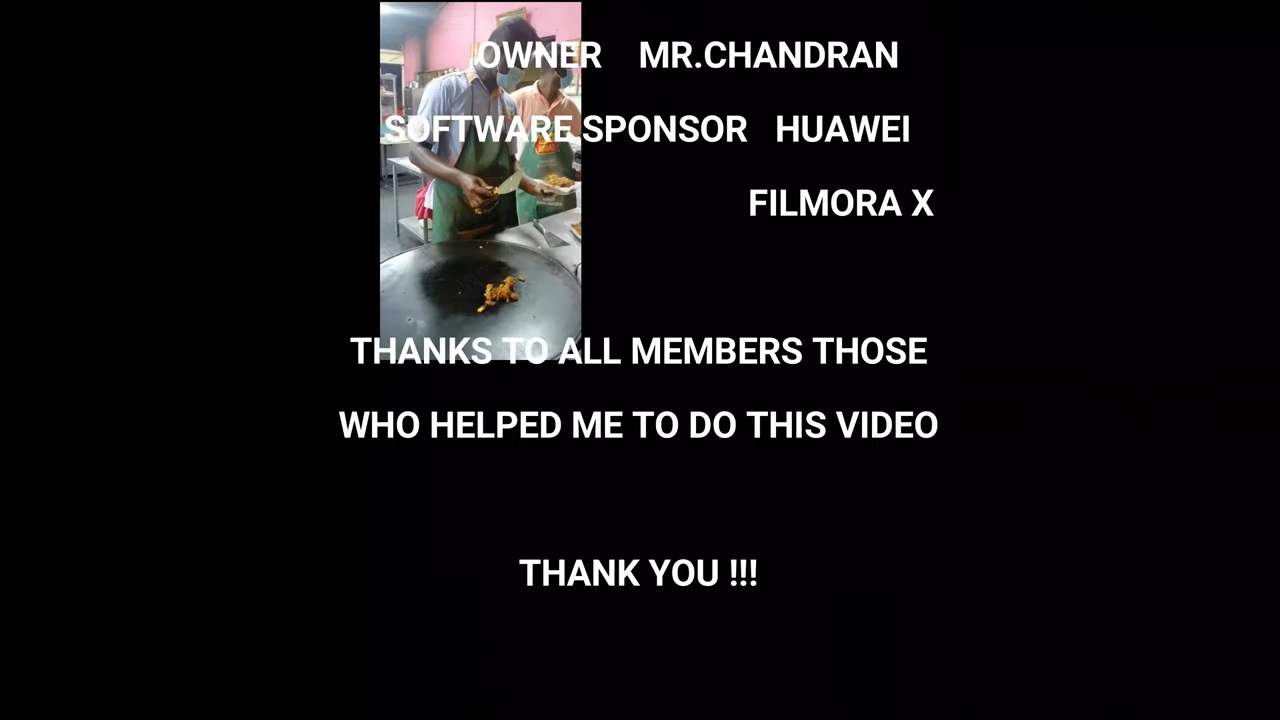 OWNER MR.CHANDRAN
SOFTWARE SPONSOR HUAWEI
FILMORA X
THANKS TO ALL MEMBERS THOSE
WHO HELPED ME TO DO THIS VIDEO
THANK YOU !!!